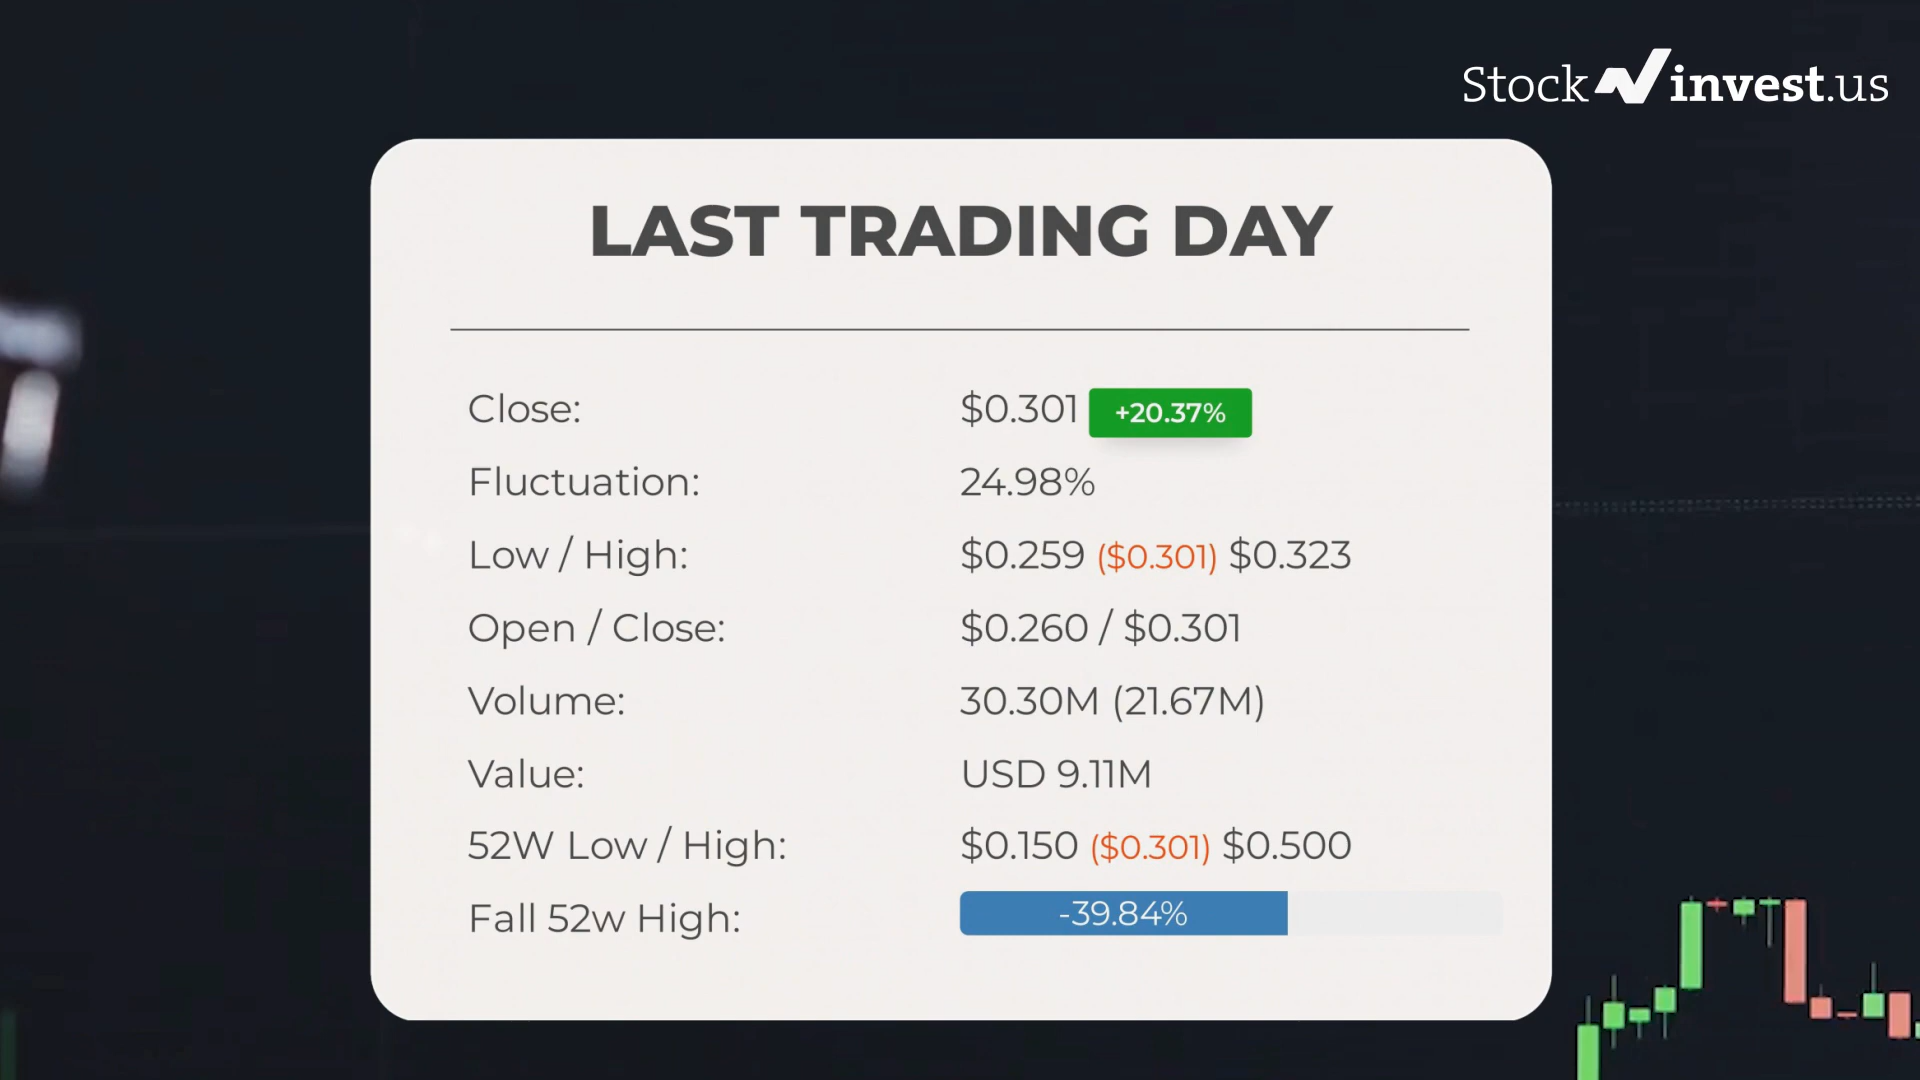 Stock invest.us
LAST TRADING DAY
Close: $0.301 +20.37%
Fluctuation: 24.98%
Low / High: $0.259 ($0.301) $0.323
Open / Close: $0.260 / $0.301
Volume: 30.30M (21.67M)
Value: USD 9.11M
52W Low / High: $0.150 ($0.301) $0.500
Fall 52w High: -39.84%